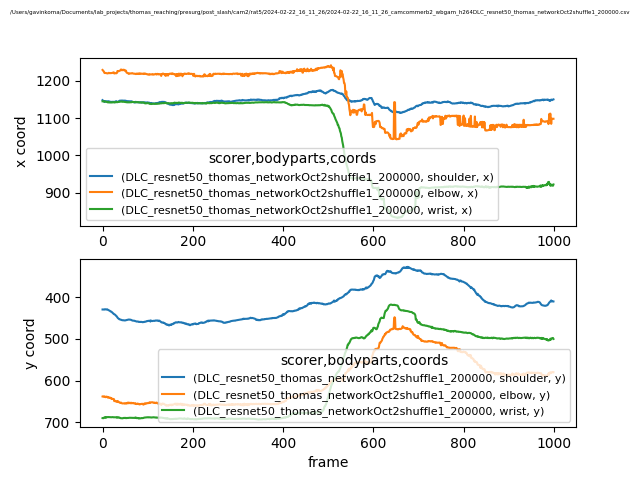 /Users/gavinkoma/Documents/lab_projects/thomas_reaching/presurg/post_slash/cam2/rat5/2024-02-22_16_11_26/2024-02-22_16_11_26_camcommerb2_wbgam_h264DLC_resnet50_thomas_networkOct2shuffle1_200000.csv
1200
1100
1000
900
x coord
scorer,bodyparts,coords
(DLC_resnet50_thomas_networkOct2shuffle1_200000, shoulder, x)
(DLC_resnet50_thomas_networkOct2shuffle1_200000, elbow, x)
(DLC_resnet50_thomas_networkOct2shuffle1_200000, wrist, x)
0 200 400 600 800 1000
400
500
600
700
y coord
scorer,bodyparts,coords
(DLC_resnet50_thomas_networkOct2shuffle1_200000, shoulder, y)
(DLC_resnet50_thomas_networkOct2shuffle1_200000, elbow, y)
(DLC_resnet50_thomas_networkOct2shuffle1_200000, wrist, y)
0 200 400 600 800 1000
frame